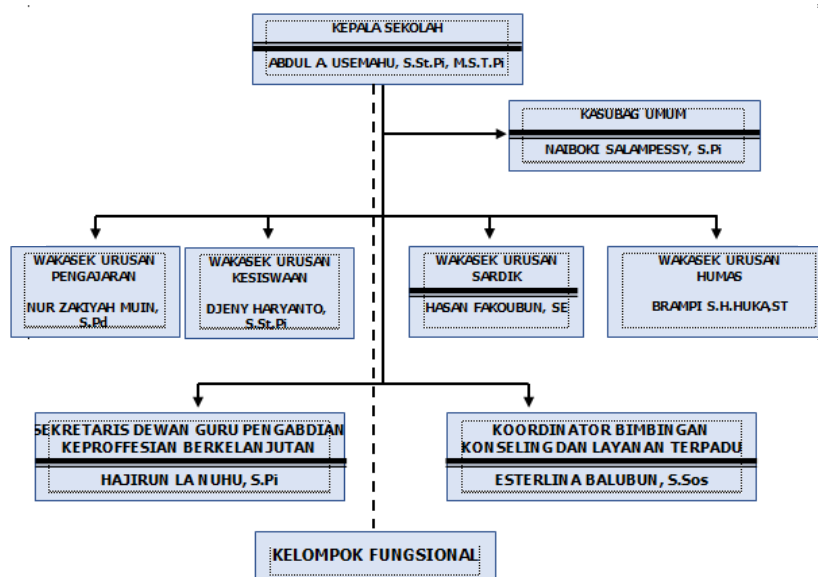 KEPALA SEKOLAH
ABDUL A. USEMAHU, S.St.Pi, M.S.T.Pi
KASUBAG UMUM
NAIBOKI SALAMPESSY, S.Pi
WAKASEK URUSAN
PENGAJARAN
NUR ZAKIYAH MUIN,
S.Pd
WAKASEK URUSAN
KESISWAAN
DJENY HARYANTO,
S.St.Pi
WAKASEK URUSAN
SARDIK
HASAN FAKOUBUN, SE
WAKASEK URUSAN
HUMAS
BRAMPI S.H.HUKA,ST
SEKRETARIS DEWAN GURU PENGABDIAN
KEPROFFESIAN BERKELANJUTAN
HAJIRUN LA NUHU, S.Pi
KOORDINATOR BIMBINGAN
KONSELING DAN LAYANAN TERPADU
ESTERLINA BALUBUN, S.Sos
KELOMPOK FUNGSIONAL